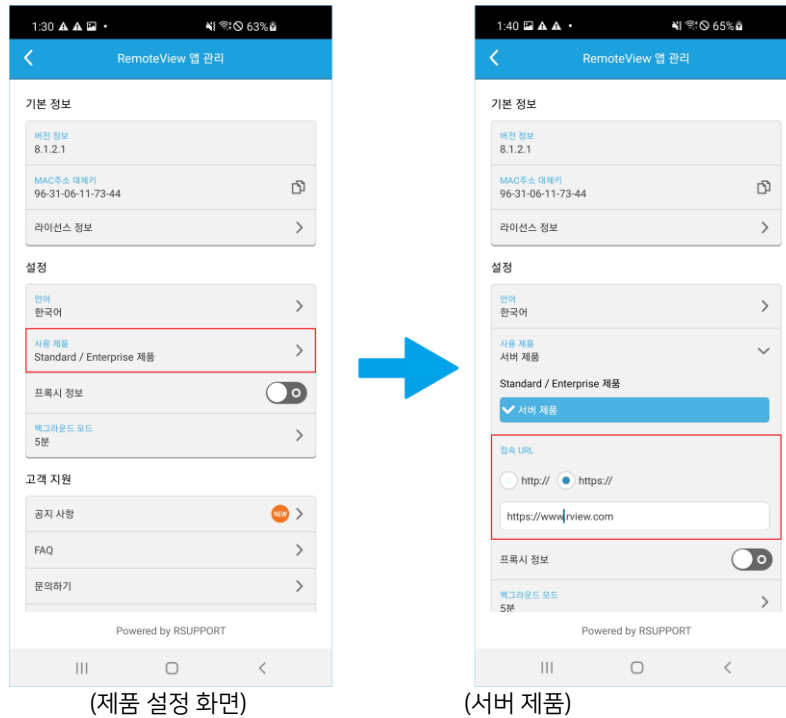 1:30
63%
RemoteView 앱 관리
기본 정보
버전 정보
8.1.2.1
MAC주소 대체키
96-31-06-11-73-44
라이선스 정보
설정
언어
한국어
사용 제품
Standard / Enterprise 제품
프록시 정보
백그라운드 모드
5분
고객 지원
공지 사항
NEW
FAQ
문의하기
Powered by RSUPPORT
(제품 설정 화면)
1:40
65%
RemoteView 앱 관리
기본 정보
버전 정보
8.1.2.1
MAC주소 대체키
96-31-06-11-73-44
라이선스 정보
설정
언어
한국어
사용 제품
서버 제품
Standard / Enterprise 제품
서버 제품
접속 URL
http:// https://
https://www.rview.com
프록시 정보
백그라운드 모드
5분
Powered by RSUPPORT
(서버 제품)